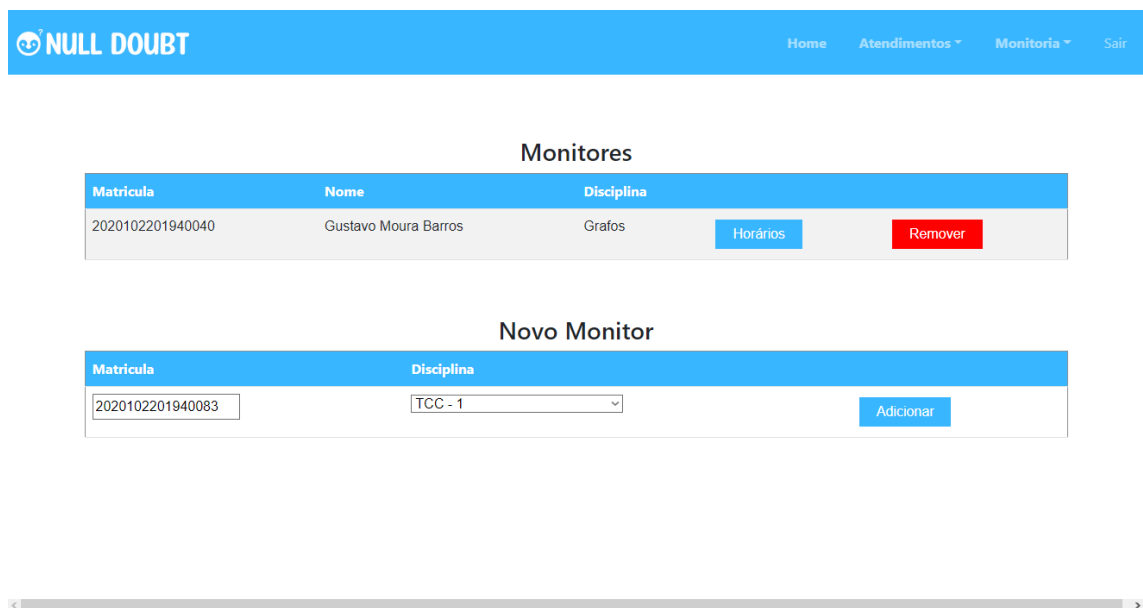 NULL DOUBT Home Atendimentos Monitoria Sair
Monitores
Matricula Nome Disciplina
2020102201940040 Gustavo Moura Barros Grafos Horários Remover
Novo Monitor
Matricula Disciplina
2020102201940083 TCC - 1 Adicionar